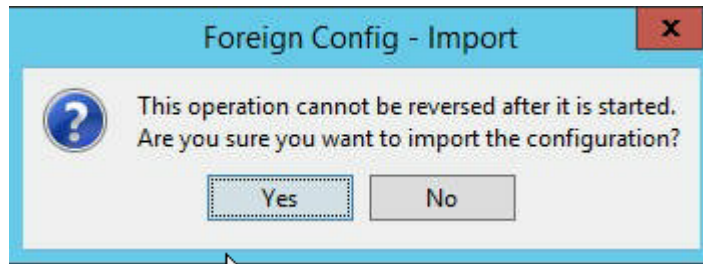 Foreign Config - Import
x
This operation cannot be reversed after it is started.
Are you sure you want to import the configuration?
Yes
No